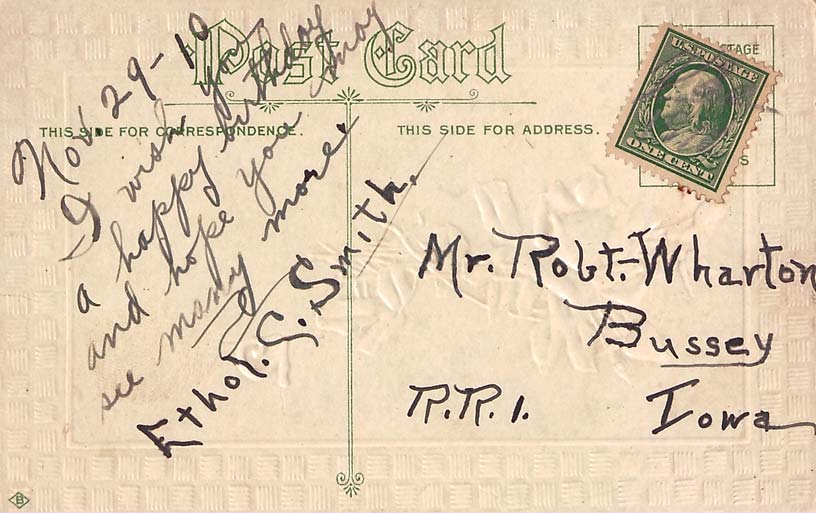 Post Card
THIS SIDE FOR CORRESPONDENCE.
THIS SIDE FOR ADDRESS.
Nov. 29-10
I wish you
a happy birthday
and hope you may
see many more.
Smith.
U.S. POSTAGE
ONE CENT
Mr. Robt. Wharton
Bussey
R.R.1.
Iowa
B